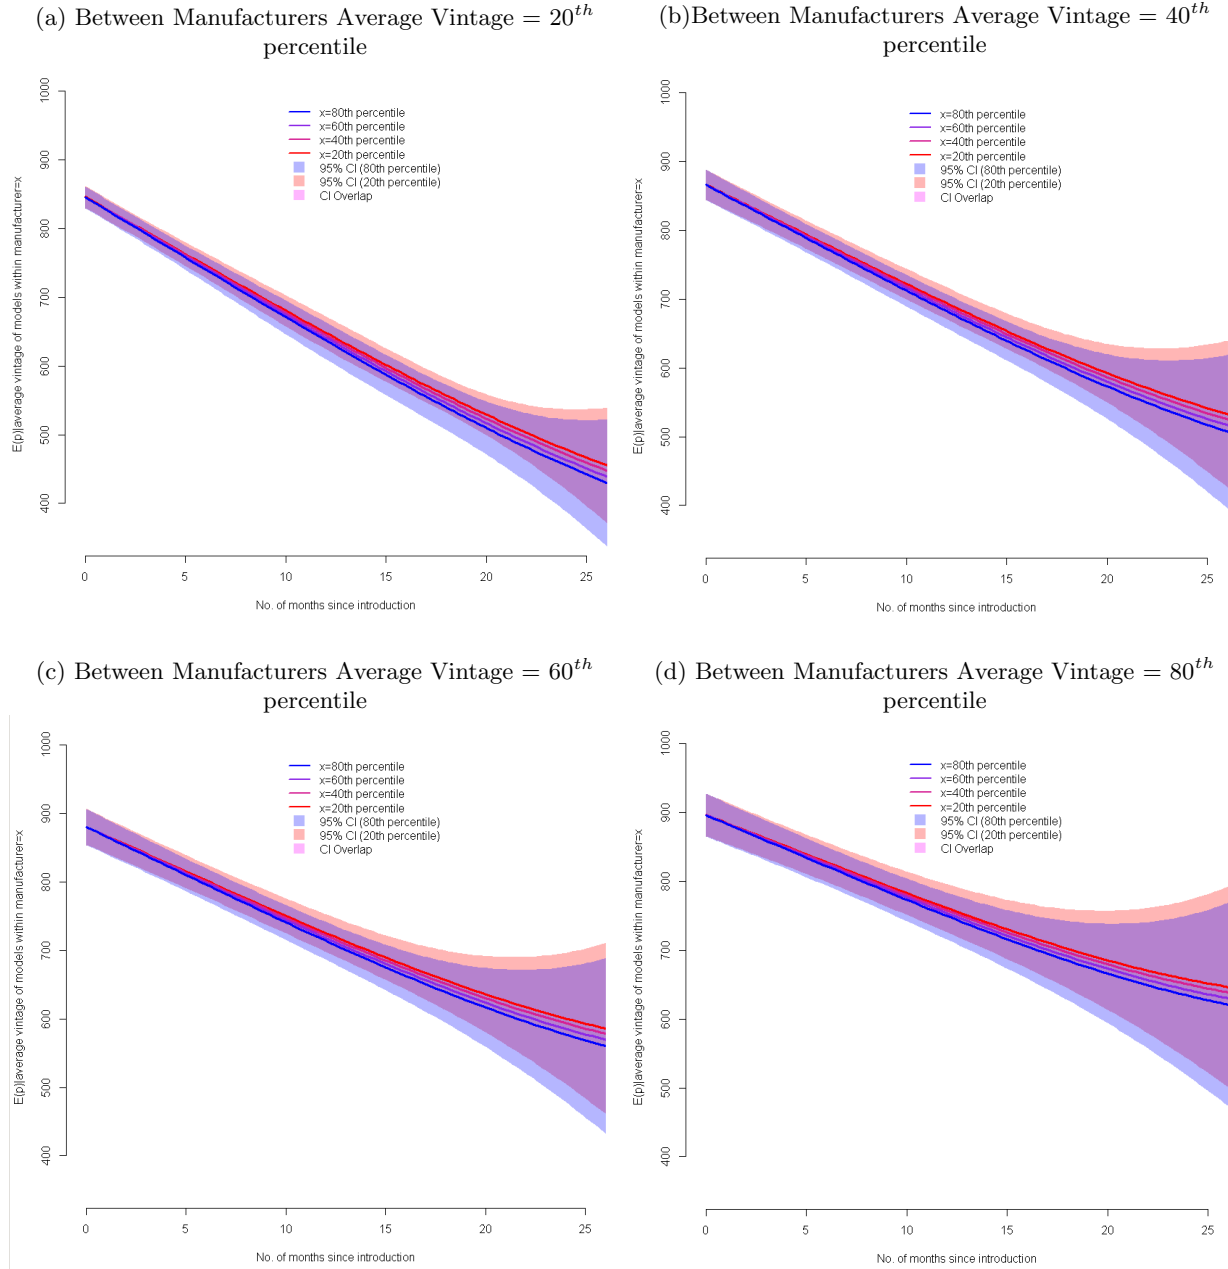 (a) Between Manufacturers Average Vintage = 20th
percentile
1000
900
800
700
600
500
400
E(p)|average vintage of models within manufacturer=x
x=80th percentile
x=60th percentile
x=40th percentile
x=20th percentile
95% CI (80th percentile)
95% CI (20th percentile)
CI Overlap
0 5 10 15 20 25
No. of months since introduction
(b)Between Manufacturers Average Vintage = 40th
percentile
1000
900
800
700
600
500
400
E(p)|average vintage of models within manufacturer=x
x=80th percentile
x=60th percentile
x=40th percentile
x=20th percentile
95% CI (80th percentile)
95% CI (20th percentile)
CI Overlap
0 5 10 15 20 25
No. of months since introduction
(c) Between Manufacturers Average Vintage = 60th
percentile
1000
900
800
700
600
500
400
E(p)|average vintage of models within manufacturer=x
x=80th percentile
x=60th percentile
x=40th percentile
x=20th percentile
95% CI (80th percentile)
95% CI (20th percentile)
CI Overlap
0 5 10 15 20 25
No. of months since introduction
(d) Between Manufacturers Average Vintage = 80th
percentile
1000
900
800
700
600
500
400
E(p)|average vintage of models within manufacturer=x
x=80th percentile
x=60th percentile
x=40th percentile
x=20th percentile
95% CI (80th percentile)
95% CI (20th percentile)
CI Overlap
0 5 10 15 20 25
No. of months since introduction